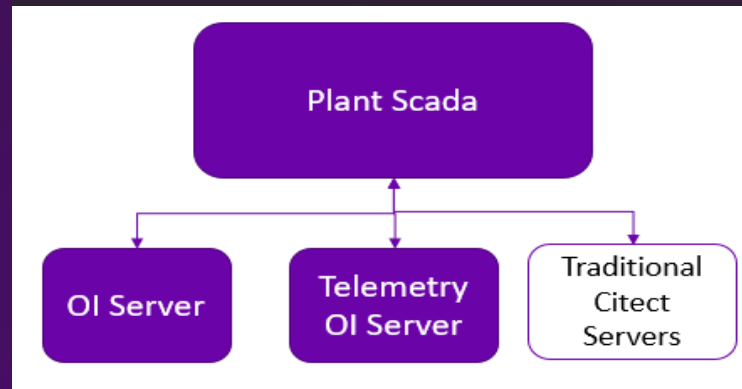 Plant Scada
OI Server
Telemetry
OI Server
Traditional
Citect
Servers